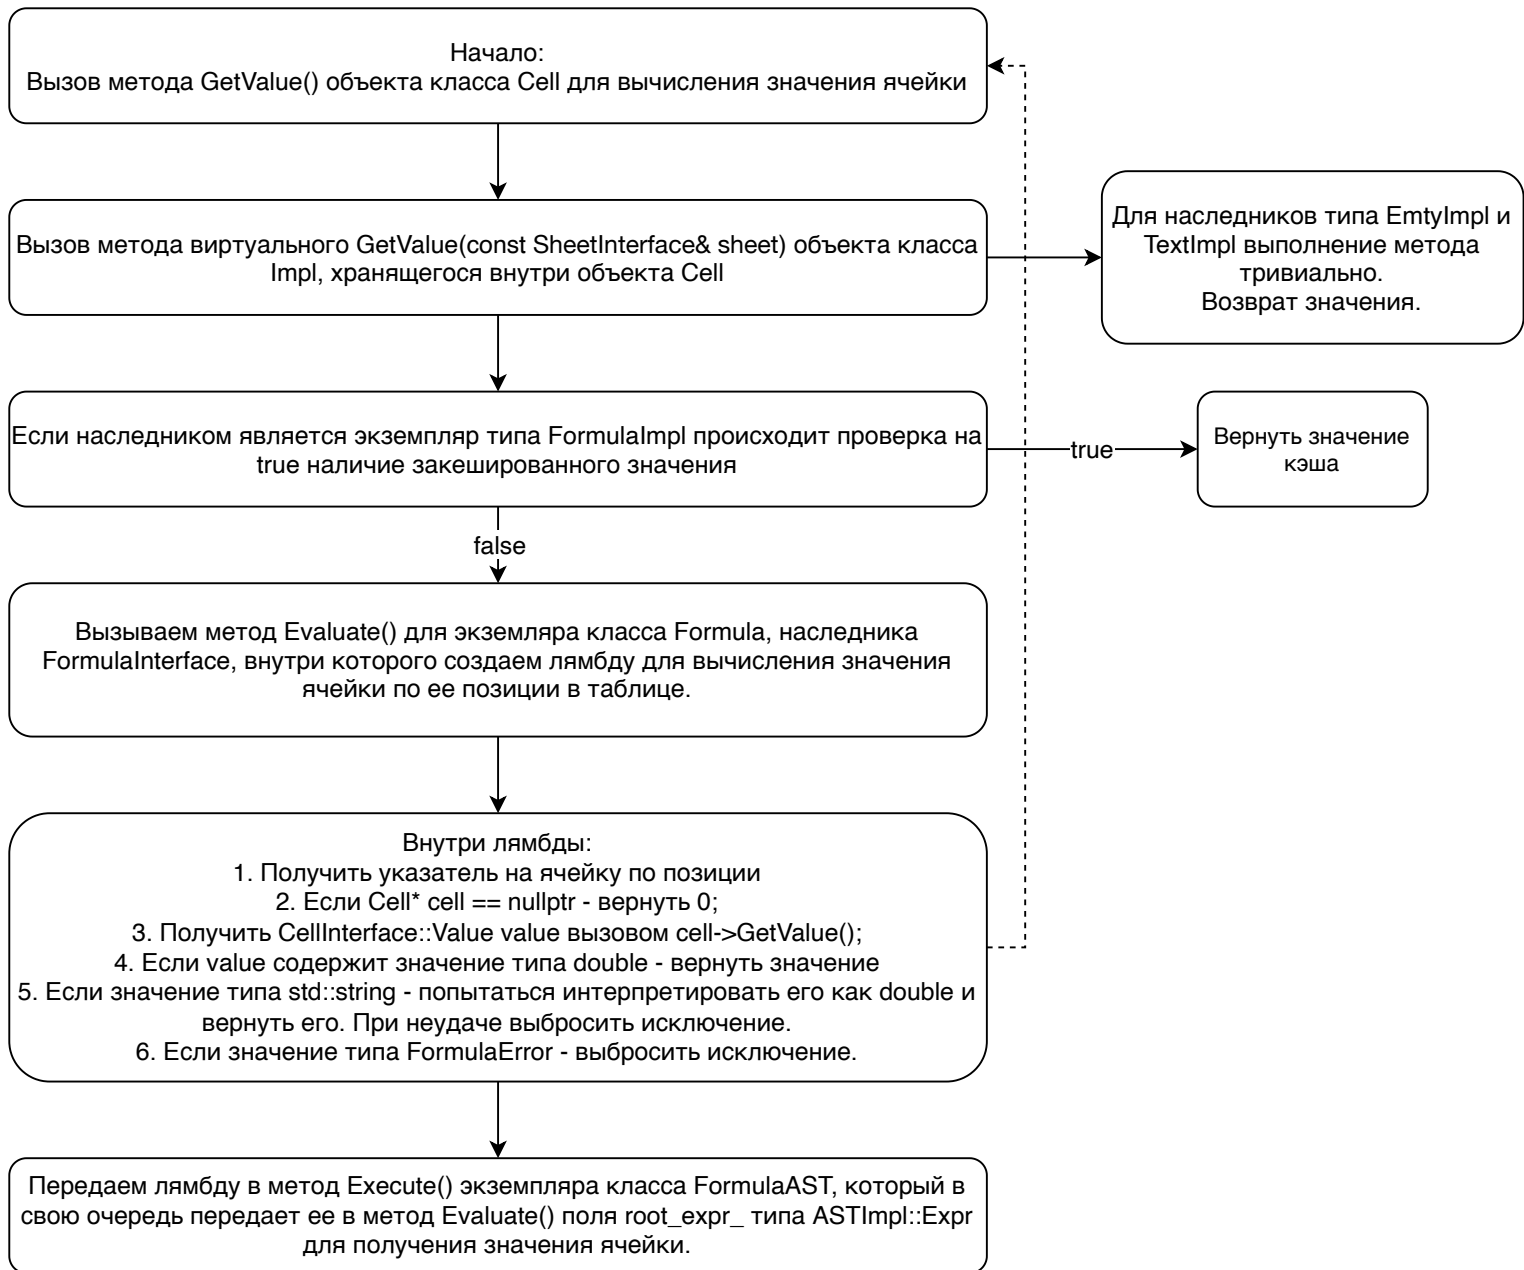 Начало:
Вызов метода GetValue() объекта класса Cell для вычисления значения ячейки
Вызов метода виртуального GetValue(const SheetInterface& sheet) объекта класса
Impl, хранящегося внутри объекта Cell
Для наследников типа EmtyImpl и
TextImpl выполнение метода
тривиально.
Возврат значения.
Если наследником является экземпляр типа FormulaImpl происходит проверка на
true наличие закешированного значения
true
Вернуть значение
кэша
false
Вызываем метод Evaluate() для экземляра класса Formula, наследника
FormulaInterface, внутри которого создаем лямбду для вычисления значения
ячейки по ее позиции в таблице.
Внутри лямбды:
1. Получить указатель на ячейку по позиции
2. Если Cell* cell == nullptr - вернуть 0;
3. Получить CellInterface::Value value вызовом cell->GetValue();
4. Если value содержит значение типа double - вернуть значение
5. Если значение типа std::string - попытаться интерпретировать его как double и
вернуть его. При неудаче выбросить исключение.
6. Если значение типа FormulaError - выбросить исключение.
Передаем лямбду в метод Execute() экземпляра класса FormulaAST, который в
свою очередь передает ее в метод Evaluate() поля root_expr_ типа ASTImpl::Expr
для получения значения ячейки.